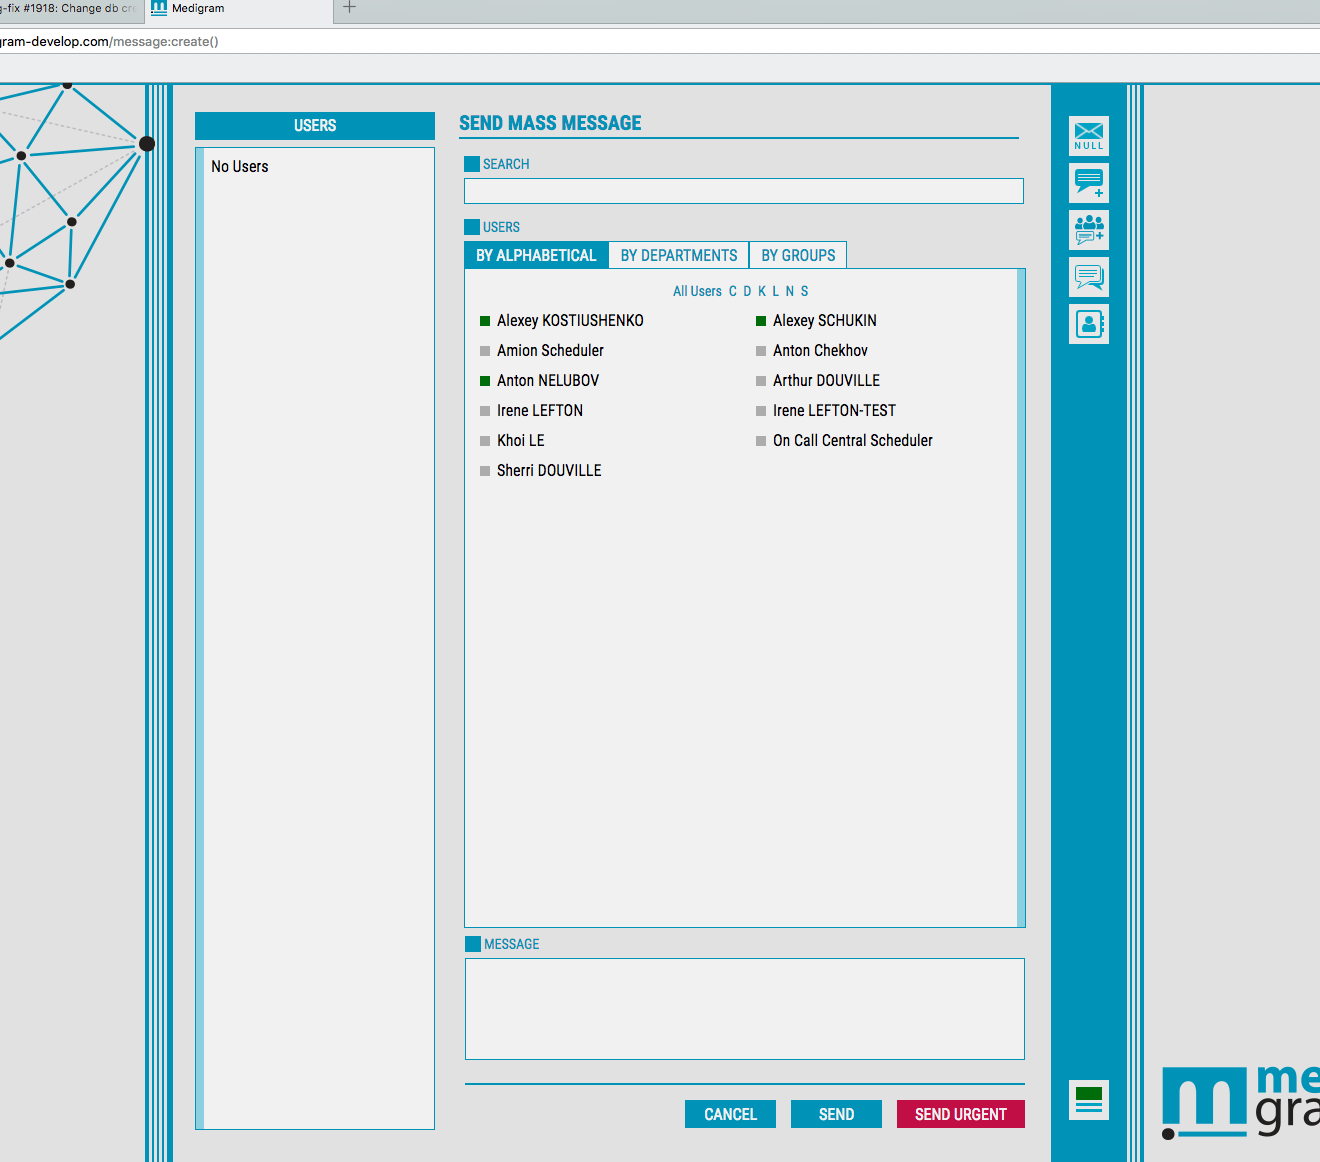 g-fix #1918: Change db cre
Medigram
gram-develop.com/message:create()
USERS
No Users
SEND MASS MESSAGE
SEARCH
USERS
BY ALPHABETICAL BY DEPARTMENTS BY GROUPS
All Users C D K L N S
Alexey KOSTIUSHENKO Alexey SCHUKIN
Amion Scheduler Anton Chekhov
Anton NELUBOV Arthur DOUVILLE
Irene LEFTON Irene LEFTON-TEST
Khoi LE On Call Central Scheduler
Sherri DOUVILLE
MESSAGE
CANCEL SEND SEND URGENT
NULL
me
gra